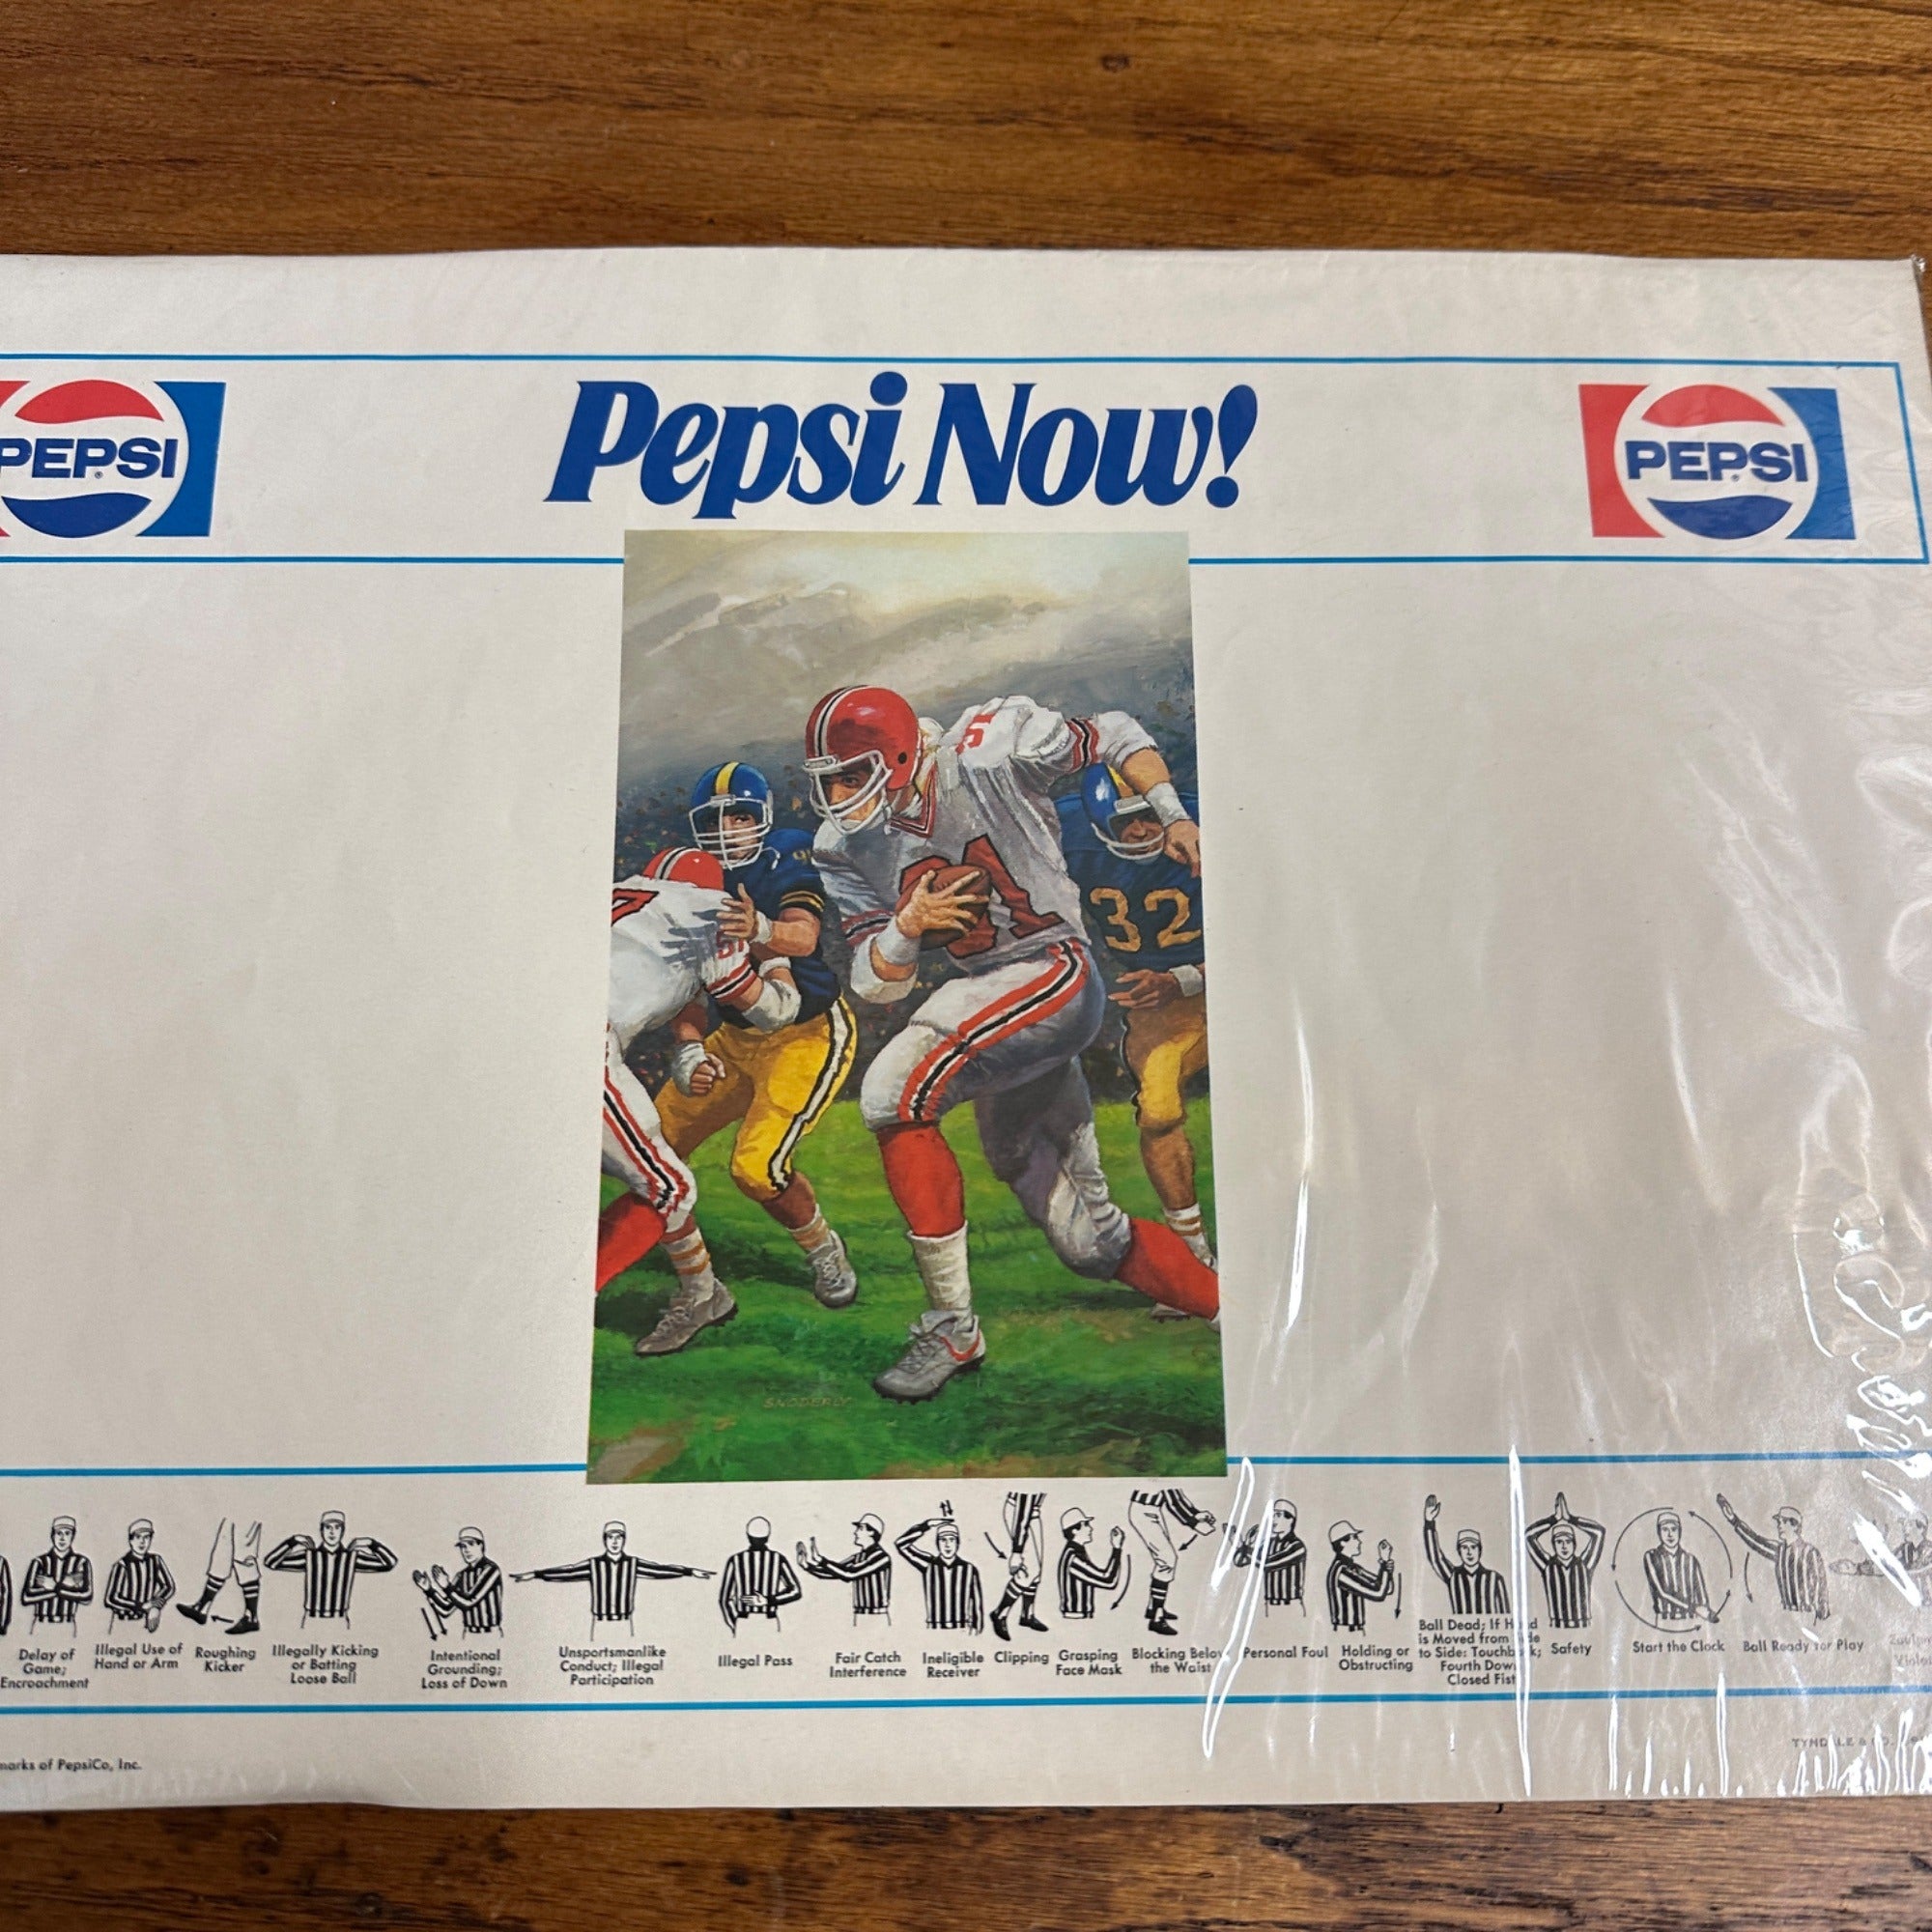 PEPSI
Pepsi Now!
PEPSI
31
32
SNODERLY
Delay of
Game;
Encroachment
Illegal Use of
Hand or Arm
Roughing
Kicker
Illegally Kicking
or Batting
Loose Ball
Intentional
Grounding;
Loss of Down
Unsportsmanlike
Conduct; Illegal
Participation
Illegal Pass
Fair Catch
Interference
Ineligible
Receiver
Clipping
Grasping
Face Mask
Blocking Below
the Waist
Personal Foul
Holding or
Obstructing
Ball Dead; If Hand
is Moved from Side
to Side: Touchback;
Fourth Down
Closed Fist
Safety
Start the Clock
Ball Ready for Play
marks of PepsiCo, Inc.